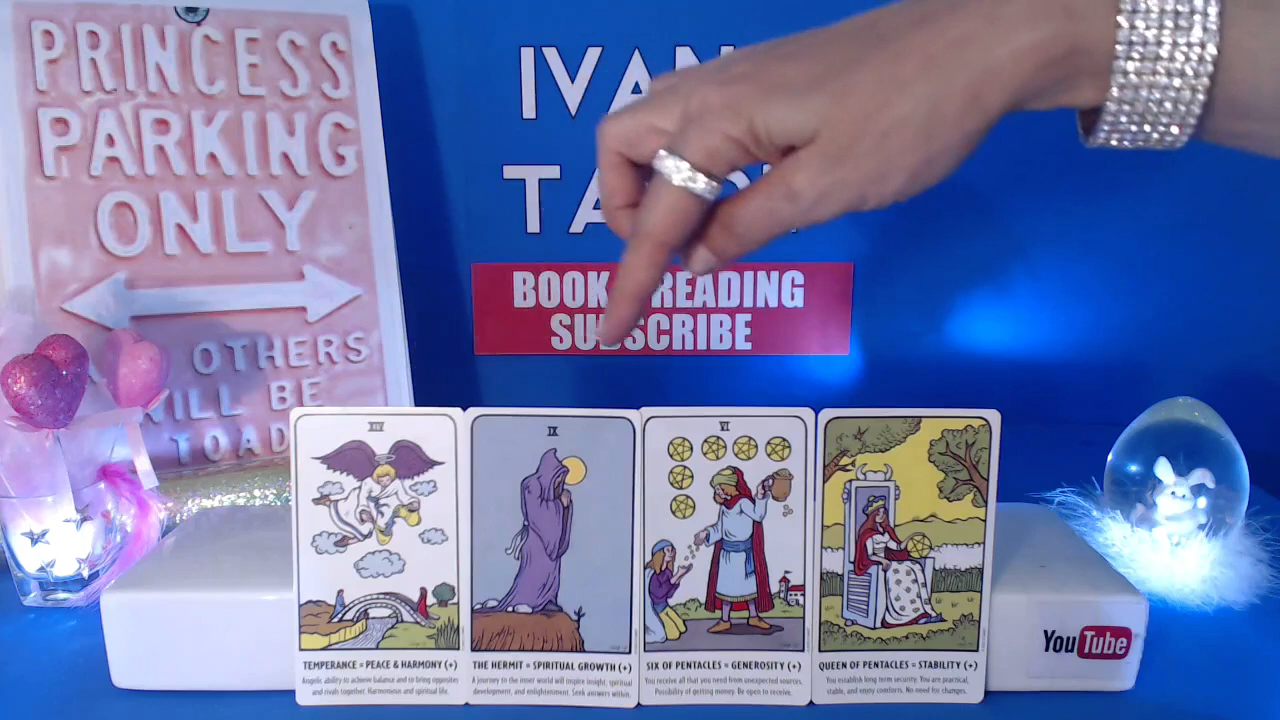 PRINCESS
PARKING
ONLY
OTHERS
WILL BE
TOAD
IVAN
TA
BOOK READING
SUBSCRIBE
XIV
TEMPERANCE = PEACE & HARMONY (+)
Angelic ability to achieve balance and to bring opposites
and rivals together. Harmonious and spiritual life.
IX
THE HERMIT = SPIRITUAL GROWTH (+)
A journey to the inner world will inspire insight, spiritual
development, and enlightenment. Seek answers within.
VI
SIX OF PENTACLES = GENEROSITY (+)
You receive all that you need from unexpected sources.
Possibility of getting money. Be open to receive.
QUEEN OF PENTACLES = STABILITY (+)
You establish long term security. You are practical,
stable, and enjoy comforts. No need for changes.
YouTube